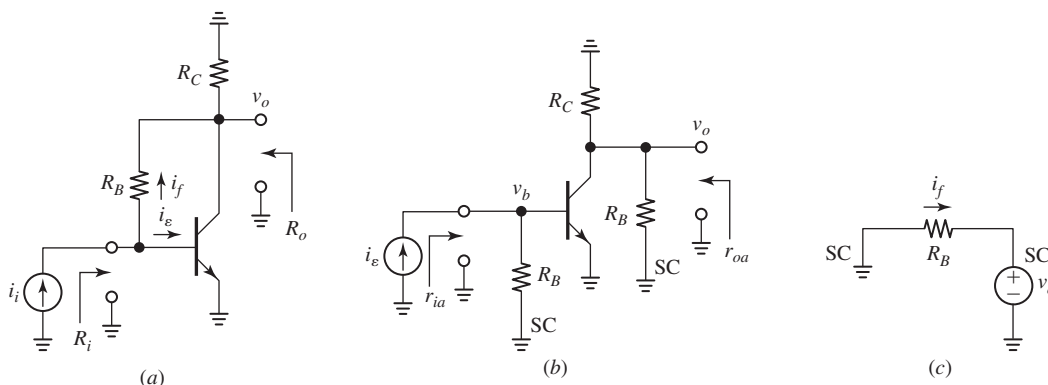 R_C
v_o
R_B
i_f
i_ε
R_o
i_i
R_i
(a)
R_C
v_o
v_b
R_B
i_ε
R_B
SC
r_oa
r_ia
SC
(b)
i_f
SC
R_B
SC
+
−
(c)